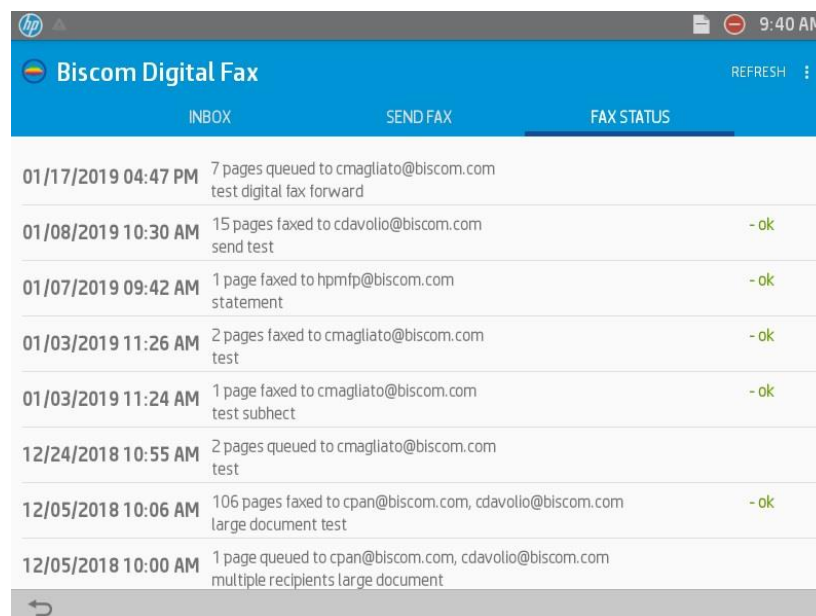 hp
9:40 AM
Biscom Digital Fax
REFRESH
INBOX SEND FAX FAX STATUS
01/17/2019 04:47 PM 7 pages queued to cmagliato@biscom.com
test digital fax forward
01/08/2019 10:30 AM 15 pages faxed to cdavolio@biscom.com - ok
send test
01/07/2019 09:42 AM 1 page faxed to hpmfp@biscom.com - ok
statement
01/03/2019 11:26 AM 2 pages faxed to cmagliato@biscom.com - ok
test
01/03/2019 11:24 AM 1 page faxed to cmagliato@biscom.com - ok
test subhect
12/24/2018 10:55 AM 2 pages queued to cmagliato@biscom.com
test
12/05/2018 10:06 AM 106 pages faxed to cpan@biscom.com, cdavolio@biscom.com - ok
large document test
12/05/2018 10:00 AM 1 page queued to cpan@biscom.com, cdavolio@biscom.com
multiple recipients large document